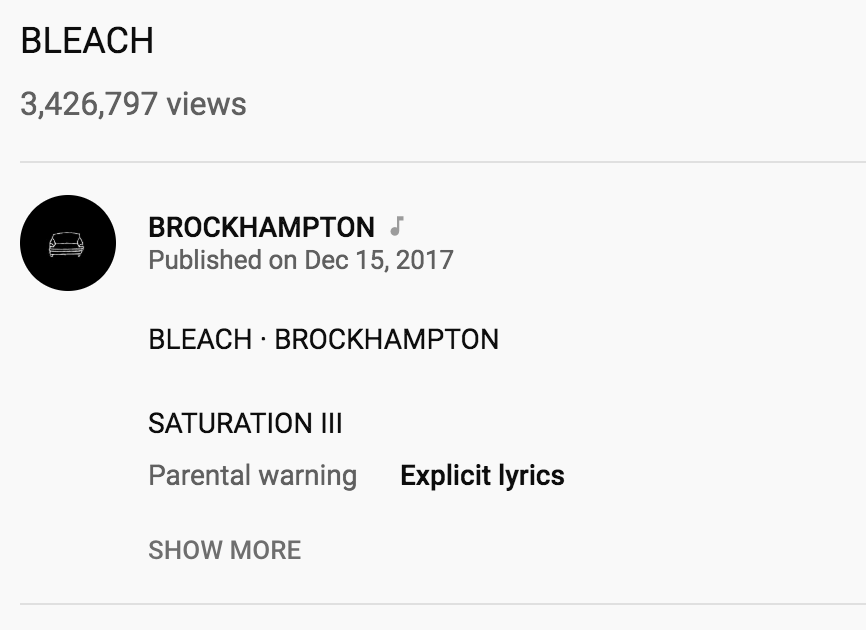 BLEACH
3,426,797 views
BROCKHAMPTON
Published on Dec 15, 2017
BLEACH · BROCKHAMPTON
SATURATION III
Parental warning Explicit lyrics
SHOW MORE